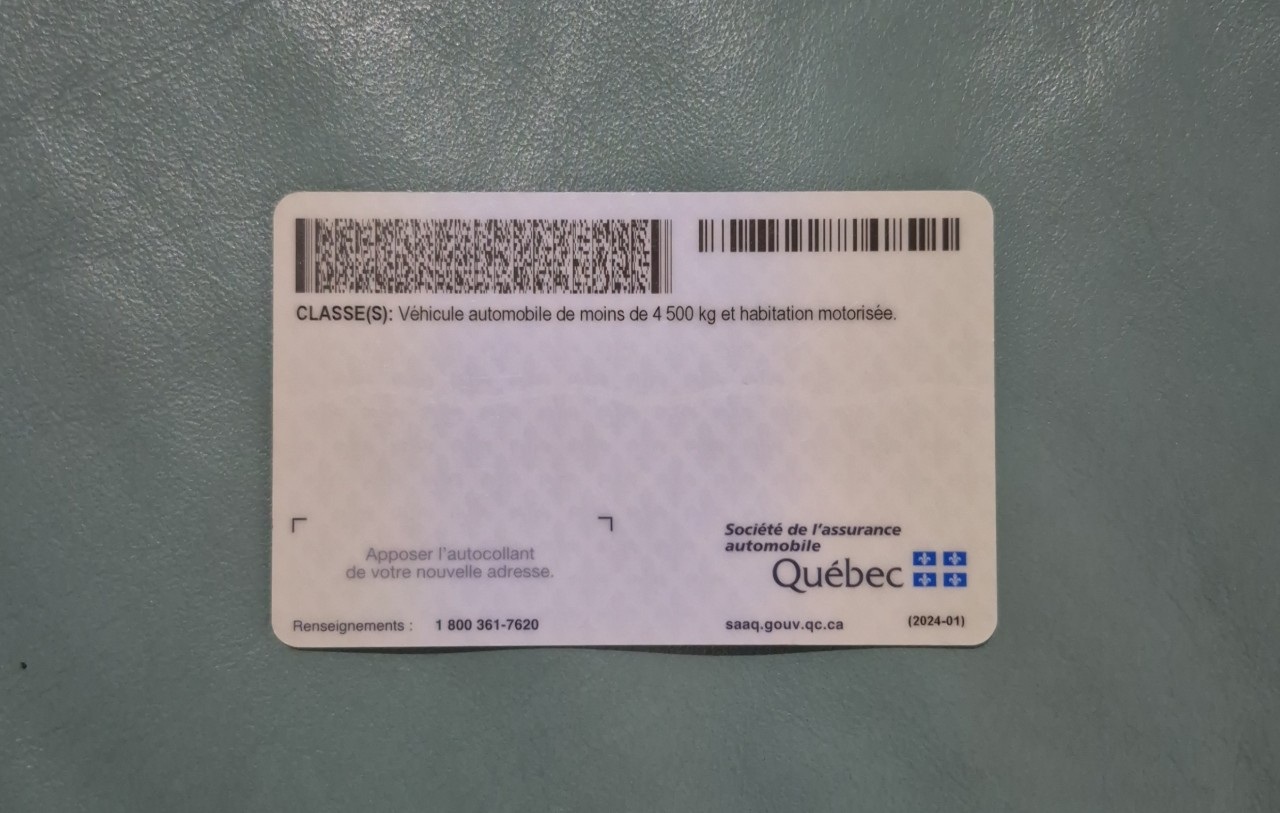 CLASSE(S): Véhicule automobile de moins de 4 500 kg et habitation motorisée.
Apposer l'autocollant
de votre nouvelle adresse.
Société de l'assurance
automobile
Québec
Renseignements : 1 800 361-7620
saaq.gouv.qc.ca
(2024-01)